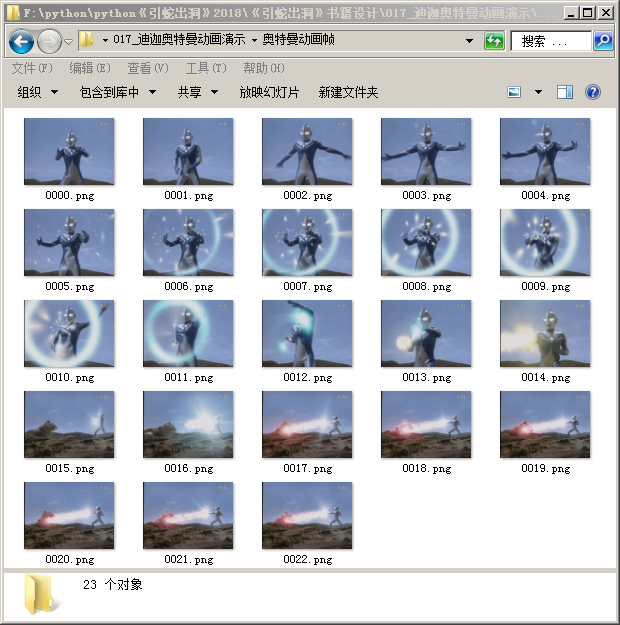 F:\python\python《引蛇出洞》2018\《引蛇出洞》书籍设计\017_迪迦奥特曼动画演示\...
017_迪迦奥特曼动画演示 奥特曼动画帧 搜索 ...
文件(F) 编辑(E) 查看(V) 工具(T) 帮助(H)
组织 包含到库中 共享 放映幻灯片 新建文件夹
0000.png 0001.png 0002.png 0003.png 0004.png
0005.png 0006.png 0007.png 0008.png 0009.png
0010.png 0011.png 0012.png 0013.png 0014.png
0015.png 0016.png 0017.png 0018.png 0019.png
0020.png 0021.png 0022.png
23 个对象